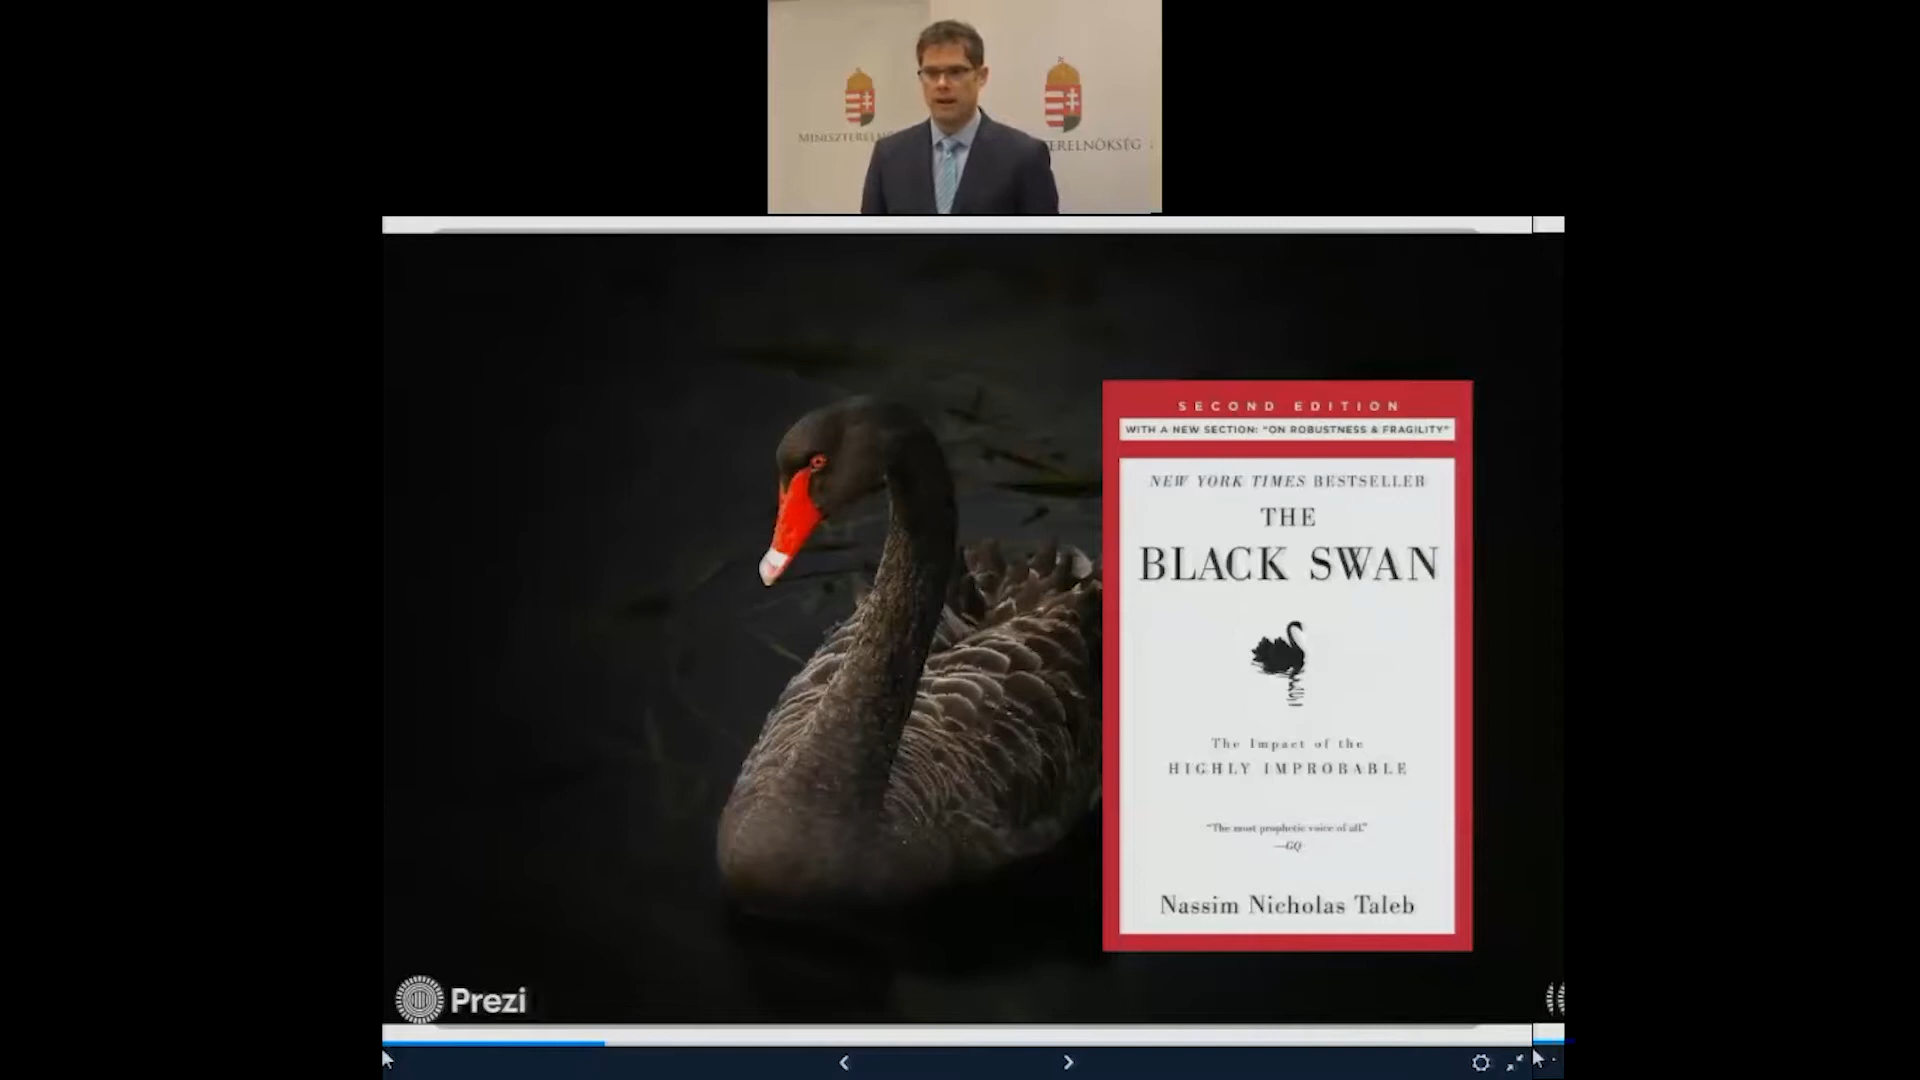 MINISZTERELN
ERELNÖKSÉG
SECOND EDITION
WITH A NEW SECTION: "ON ROBUSTNESS & FRAGILITY"
NEW YORK TIMES BESTSELLER
THE
BLACK SWAN
The Impact of the
HIGHLY IMPROBABLE
"The most prophetic voice of all."
—GQ
Nassim Nicholas Taleb
Prezi